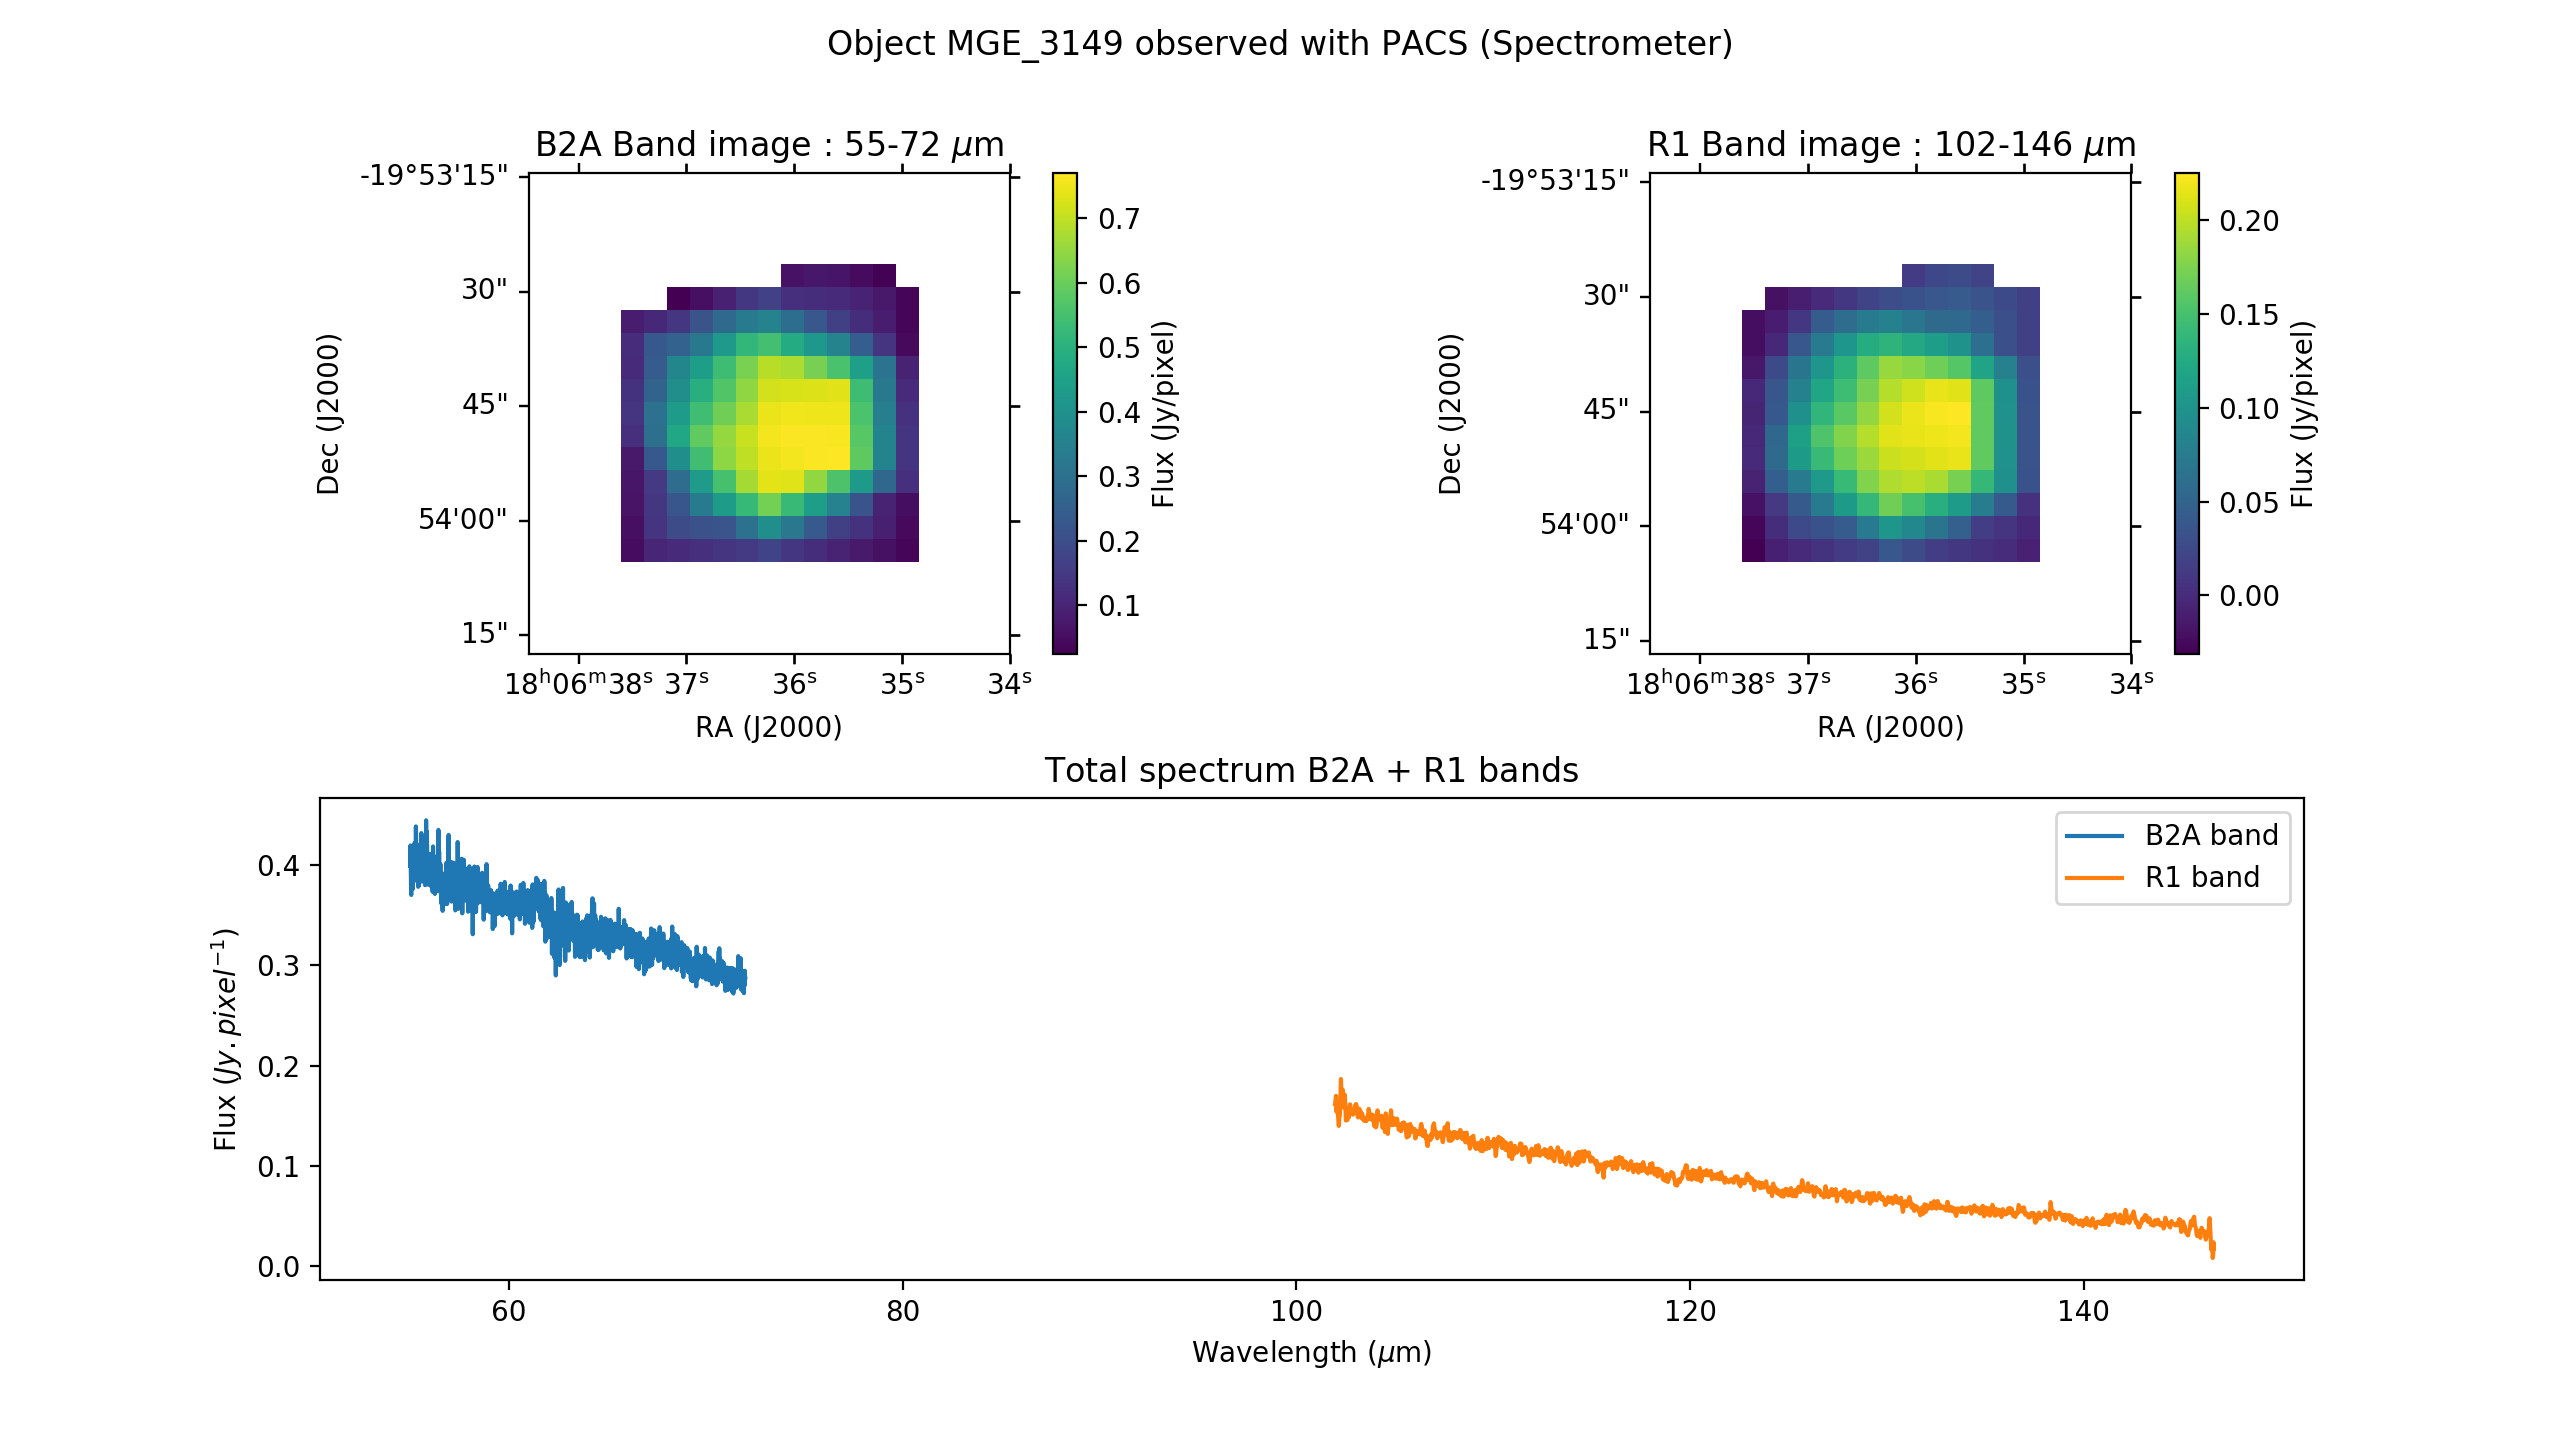 Object MGE_3149 observed with PACS (Spectrometer)
B2A Band image : 55-72 μm
-19°53'15"
30"
45"
54'00"
15"
Dec (J2000)
18ʰ06ᵐ38ˢ 37ˢ 36ˢ 35ˢ 34ˢ
RA (J2000)
0.7
0.6
0.5
0.4
0.3
0.2
0.1
Flux (Jy/pixel)
R1 Band image : 102-146 μm
-19°53'15"
30"
45"
54'00"
15"
Dec (J2000)
18ʰ06ᵐ38ˢ 37ˢ 36ˢ 35ˢ 34ˢ
RA (J2000)
0.20
0.15
0.10
0.05
0.00
Flux (Jy/pixel)
Total spectrum B2A + R1 bands
B2A band
R1 band
0.4
0.3
0.2
0.1
0.0
Flux (Jy.pixel⁻¹)
60 80 100 120 140
Wavelength (μm)